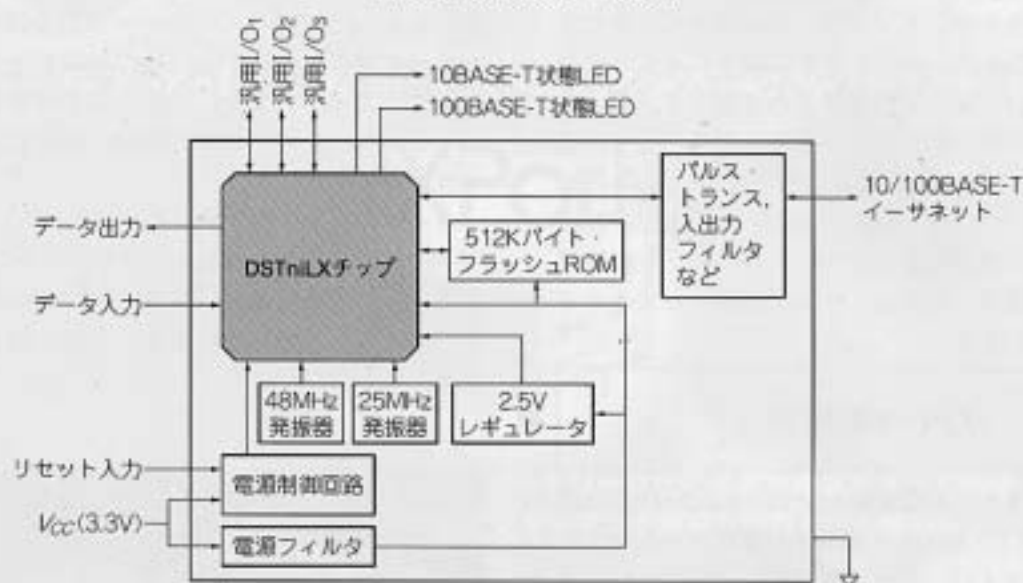 汎用I/O₁
汎用I/O₂
汎用I/O₃
10BASE-T状態LED
100BASE-T状態LED
パルス・
トランス,
入出力
フィルタ
など
10/100BASE-T
イーサネット
データ出力
512Kバイト・
フラッシュROM
DSTniLXチップ
データ入力
48MHz
発振器
25MHz
発振器
2.5V
レギュレータ
リセット入力
電源制御回路
VCC(3.3V)
電源フィルタ